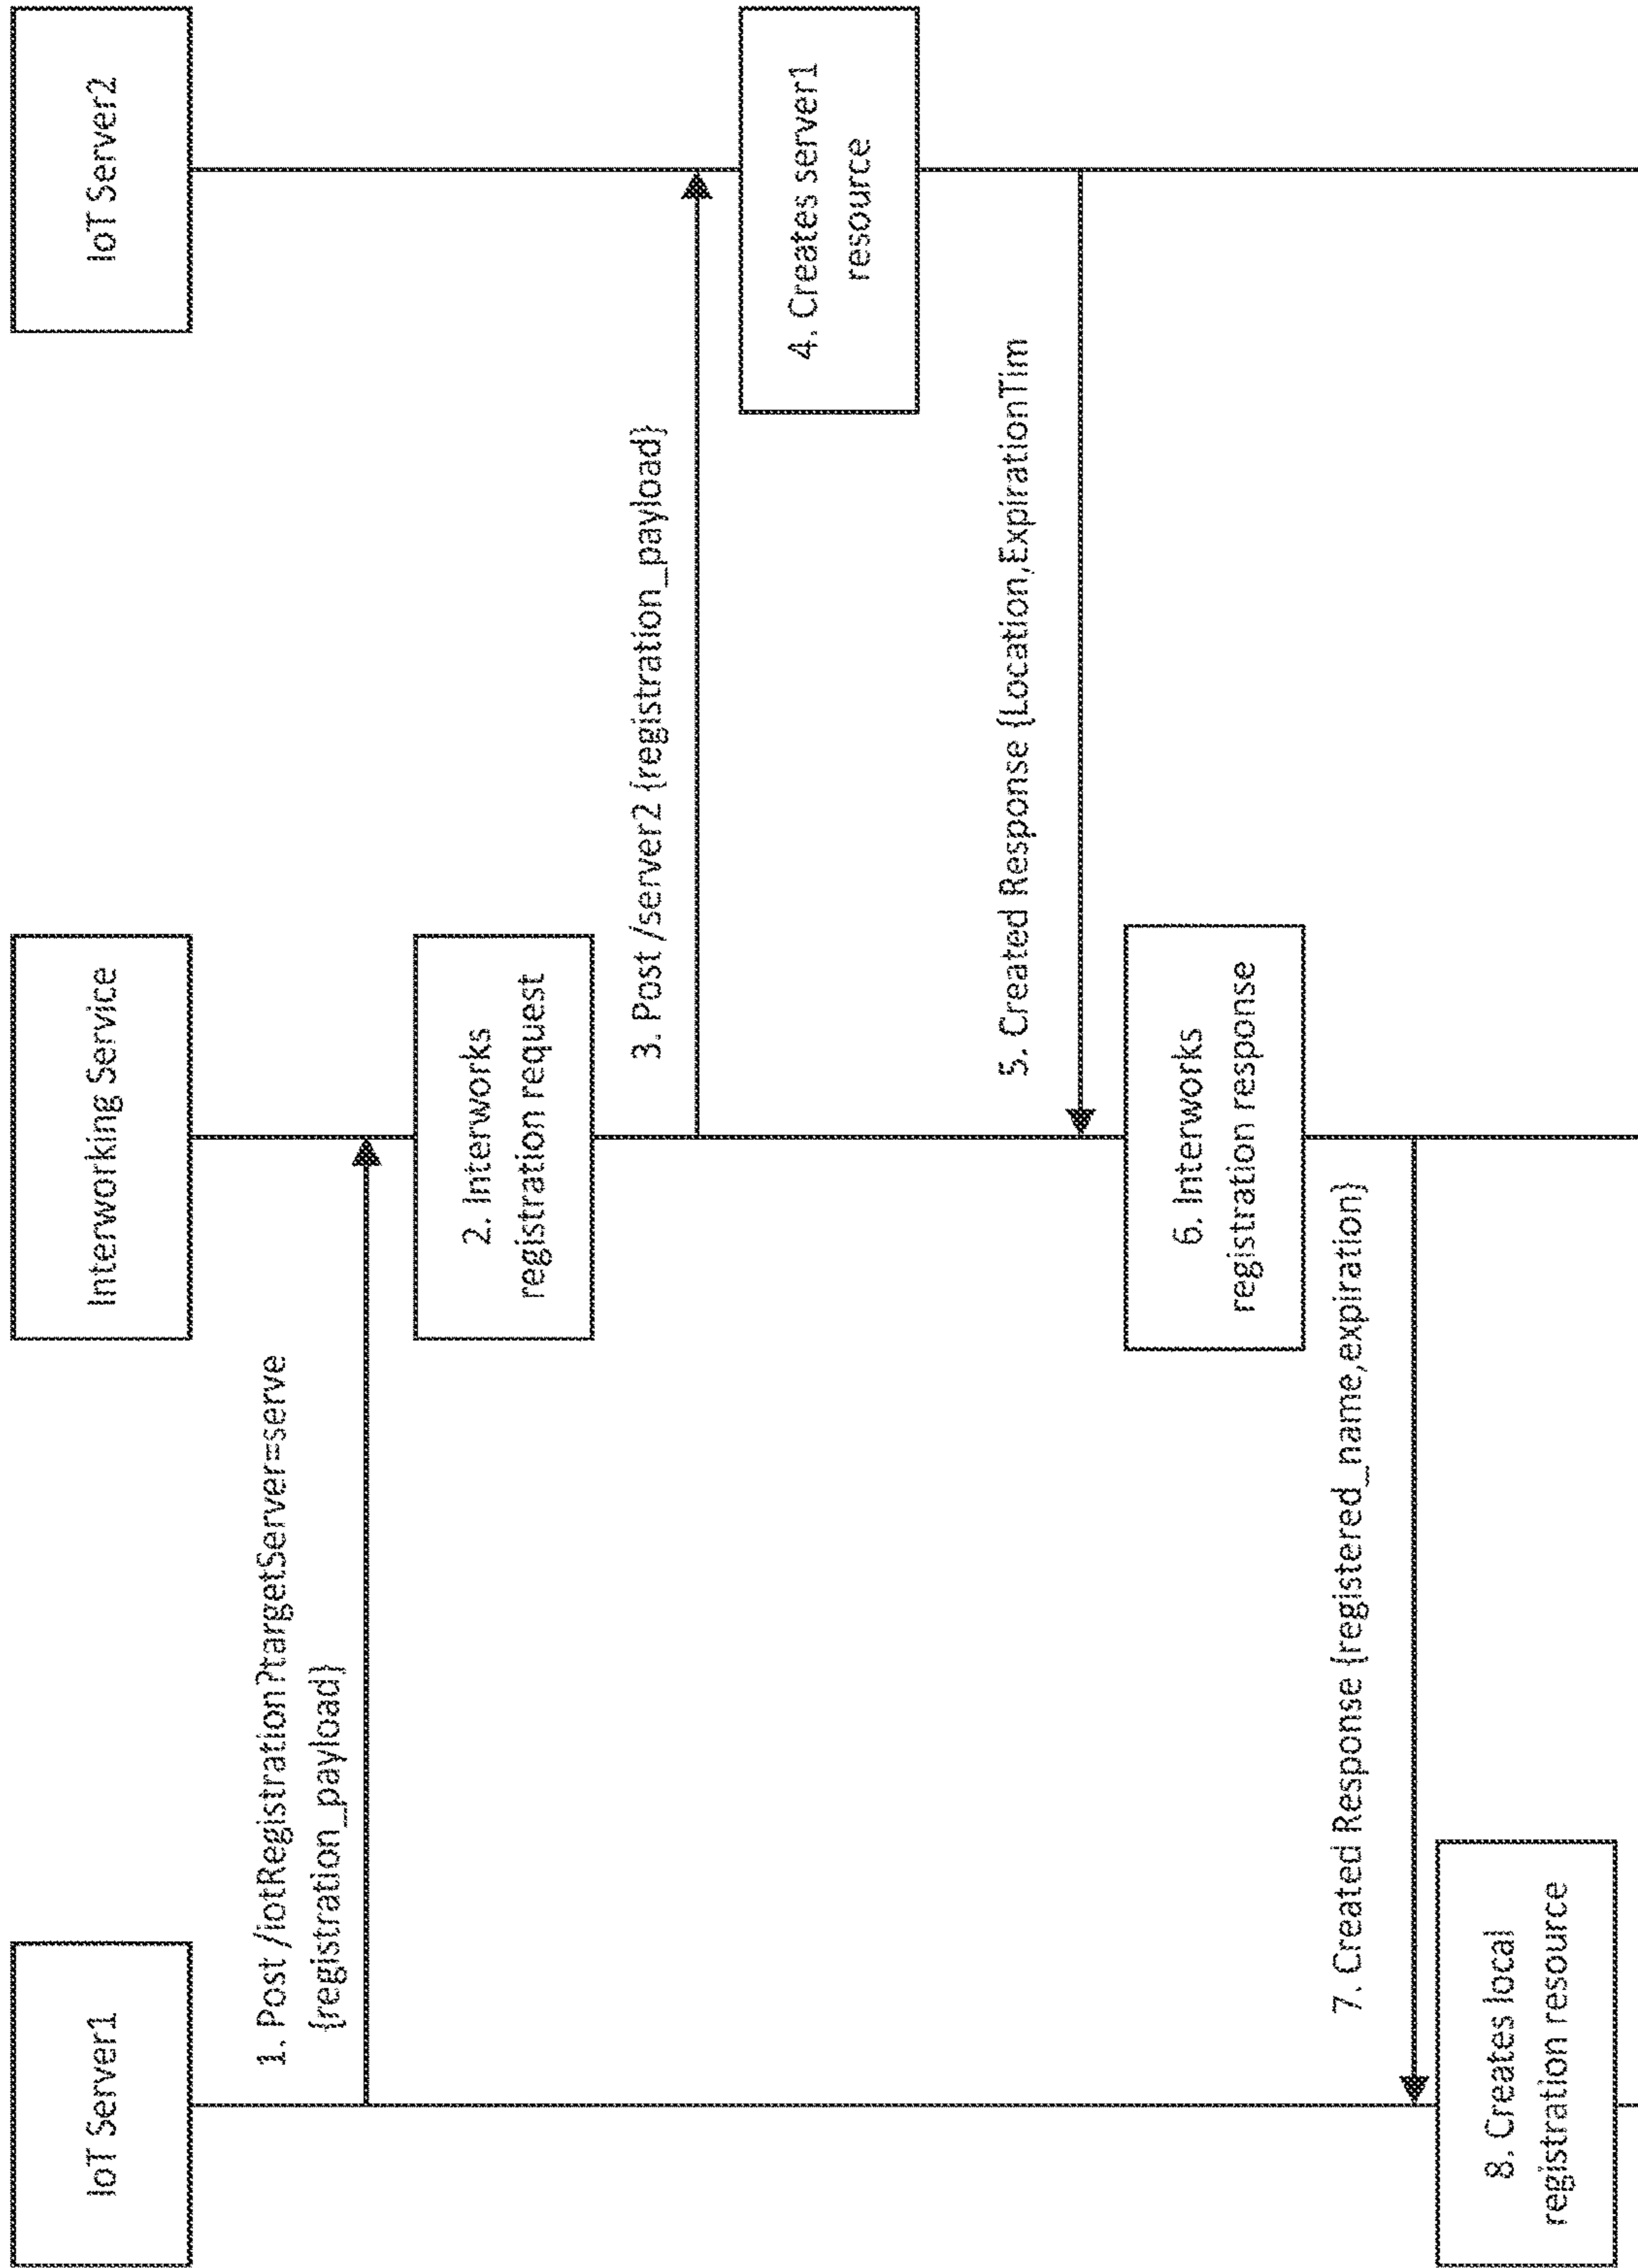 IoT Server1
Interworking Service
IoT Server2
1. Post /iotRegistration?targetServer=serve
{registration_payload}
2. Interworks
registration request
3. Post /server2 {registration_payload}
4. Creates server1
resource
5. Created Response {Location,ExpirationTim
6. Interworks
registration response
7. Created Response {registered_name,expiration}
8. Creates local
registration resource